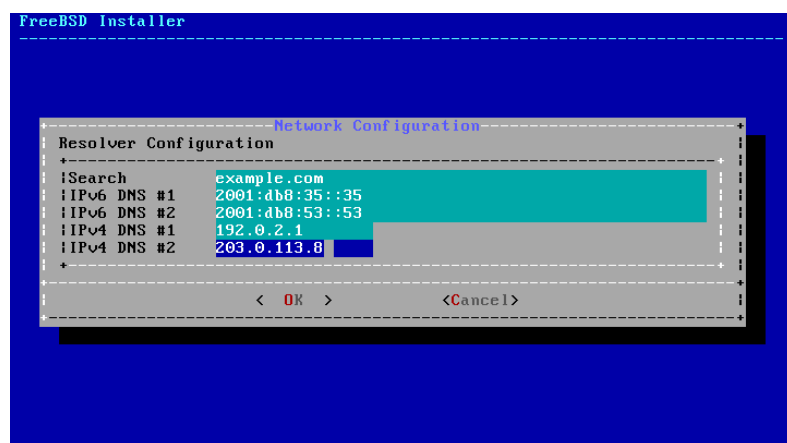 FreeBSD Installer
Network Configuration
Resolver Configuration
Search example.com
IPv6 DNS #1 2001:db8:35::35
IPv6 DNS #2 2001:db8:53::53
IPv4 DNS #1 192.0.2.1
IPv4 DNS #2 203.0.113.8
< OK > <Cancel>